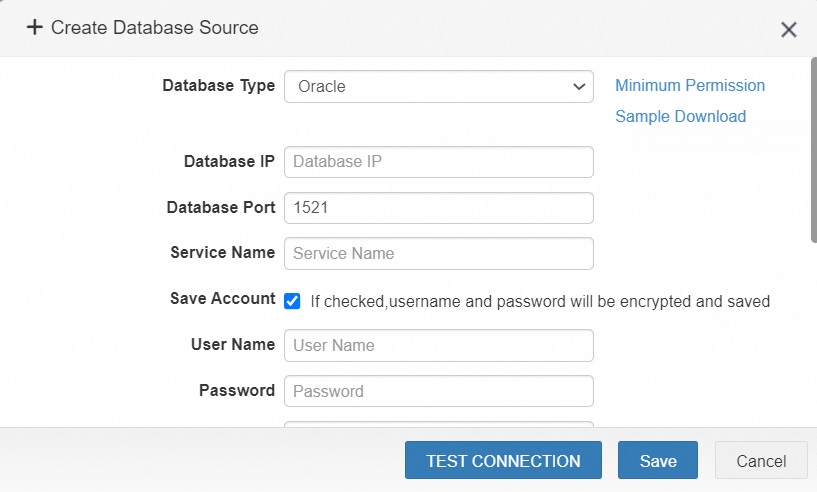 + Create Database Source ×
Database Type Oracle Minimum Permission
Sample Download
Database IP Database IP
Database Port 1521
Service Name Service Name
Save Account If checked,username and password will be encrypted and saved
User Name User Name
Password Password
TEST CONNECTION Save Cancel